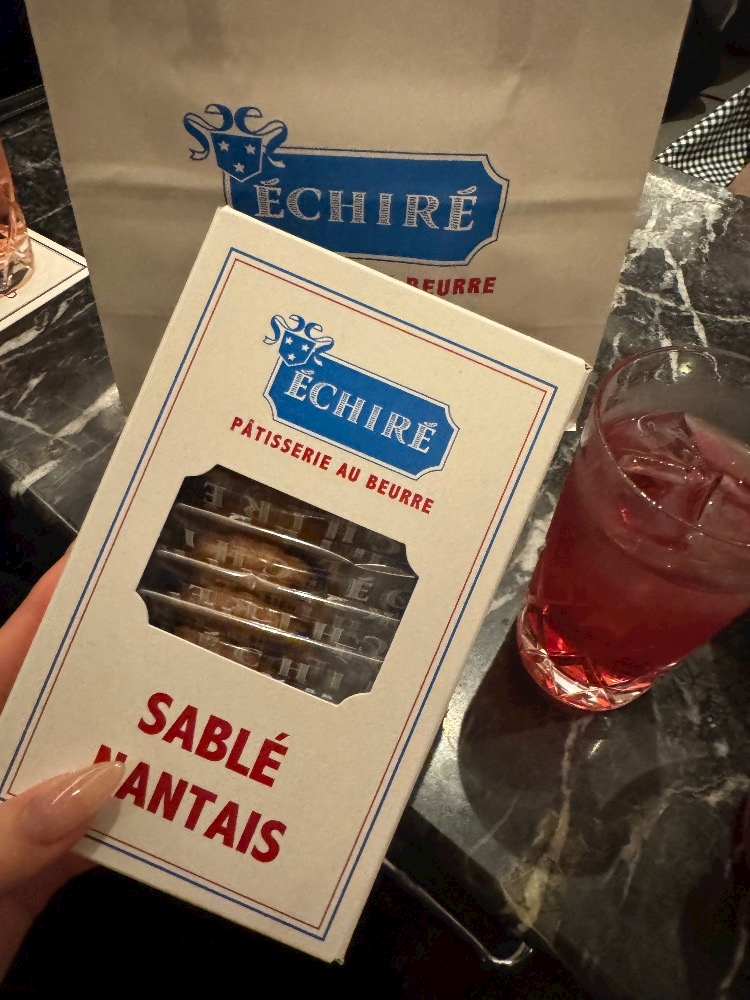 ÉCHIRÉ
BEURRE
ÉCHIRÉ
PÂTISSERIE AU BEURRE
SABLÉ
NANTAIS